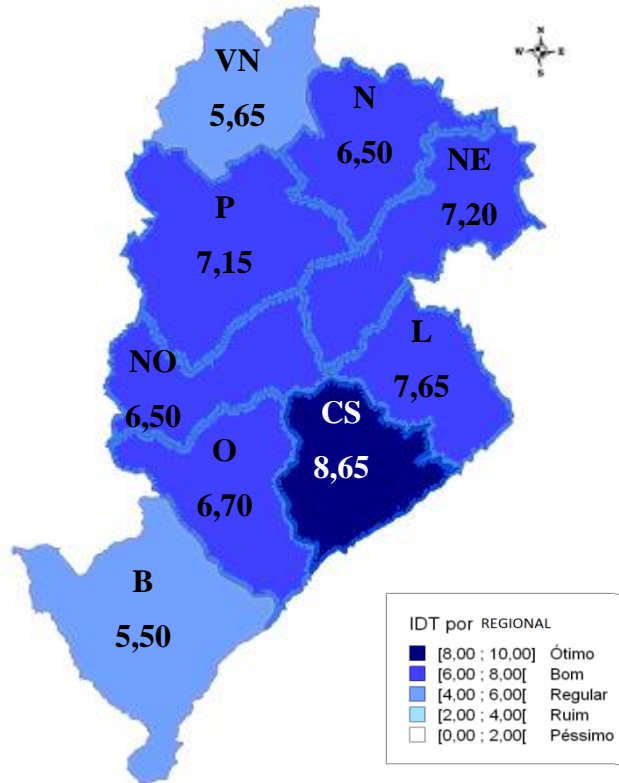 N
W E
S
VN
5,65
N
6,50
NE
7,20
P
7,15
L
7,65
NO
6,50
CS
8,65
O
6,70
B
5,50
IDT por REGIONAL
[8,00 ; 10,00] Ótimo
[6,00 ; 8,00[ Bom
[4,00 ; 6,00[ Regular
[2,00 ; 4,00[ Ruim
[0,00 ; 2,00[ Péssimo